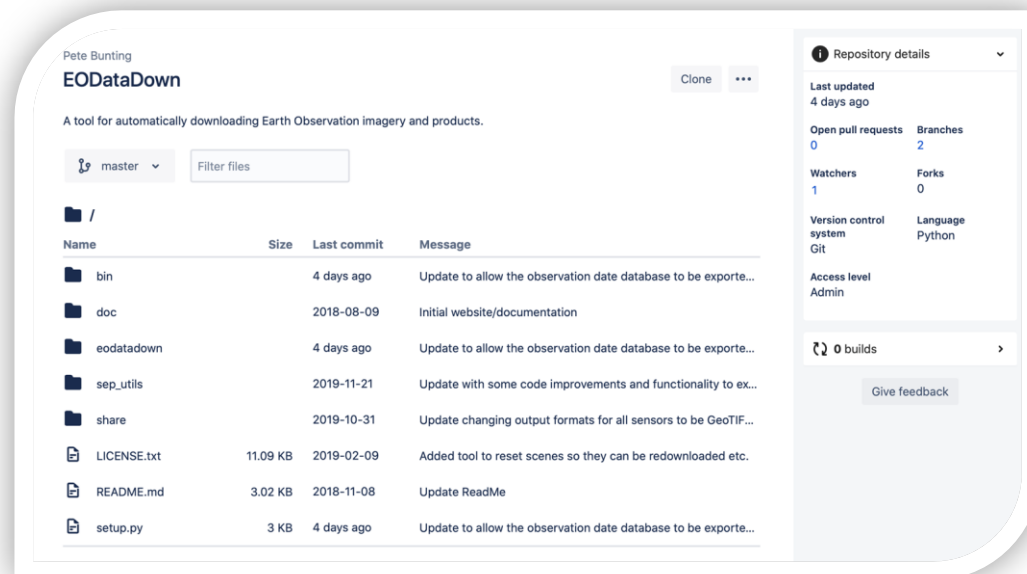 Pete Bunting
EODataDown
Clone
A tool for automatically downloading Earth Observation imagery and products.
master
Filter files
/
Name Size Last commit Message
bin 4 days ago Update to allow the observation date database to be exporte...
doc 2018-08-09 Initial website/documentation
eodatadown 4 days ago Update to allow the observation date database to be exporte...
sep_utils 2019-11-21 Update with some code improvements and functionality to ex...
share 2019-10-31 Update changing output formats for all sensors to be GeoTIF...
LICENSE.txt 11.09 KB 2019-02-09 Added tool to reset scenes so they can be redownloaded etc.
README.md 3.02 KB 2018-11-08 Update ReadMe
setup.py 3 KB 4 days ago Update to allow the observation date database to be exporte...
Repository details
Last updated
4 days ago
Open pull requests Branches
0 2
Watchers Forks
1 0
Version control Language
system Python
Git
Access level
Admin
0 builds
Give feedback